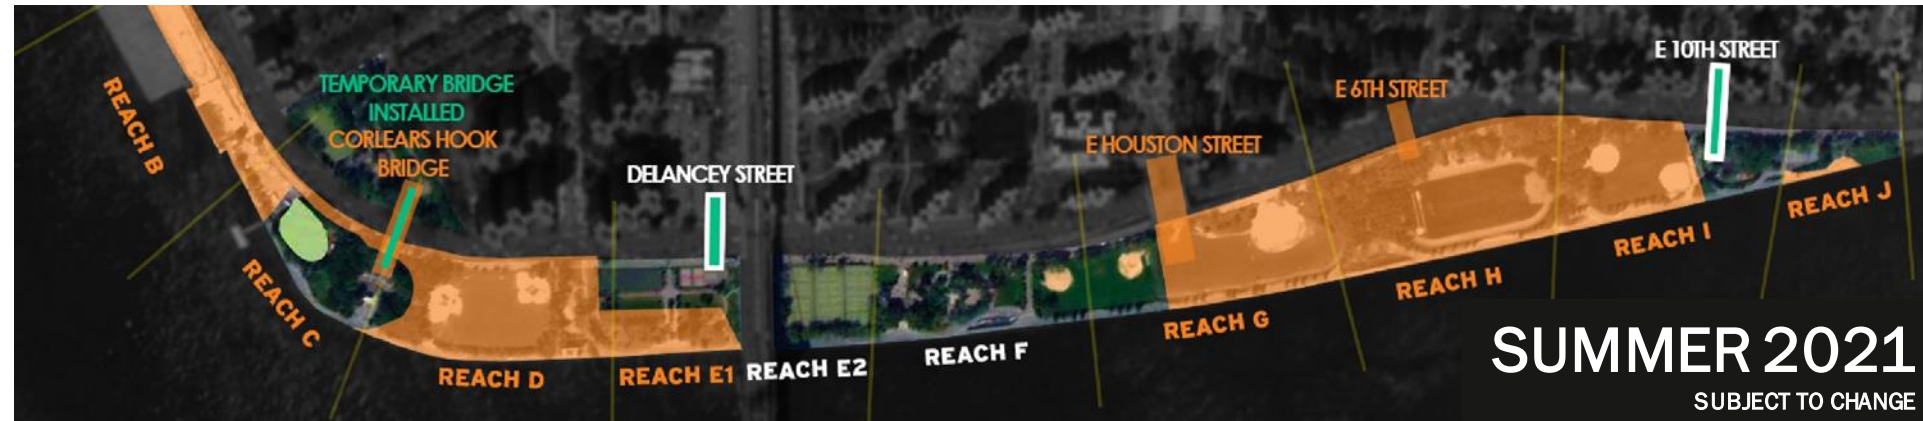 REACH B
TEMPORARY BRIDGE
INSTALLED
CORLEARS HOOK
BRIDGE
DELANCEY STREET
E HOUSTON STREET
E 6TH STREET
E 10TH STREET
REACH C
REACH D
REACH E1
REACH E2
REACH F
REACH G
REACH H
REACH I
REACH J
SUMMER 2021
SUBJECT TO CHANGE